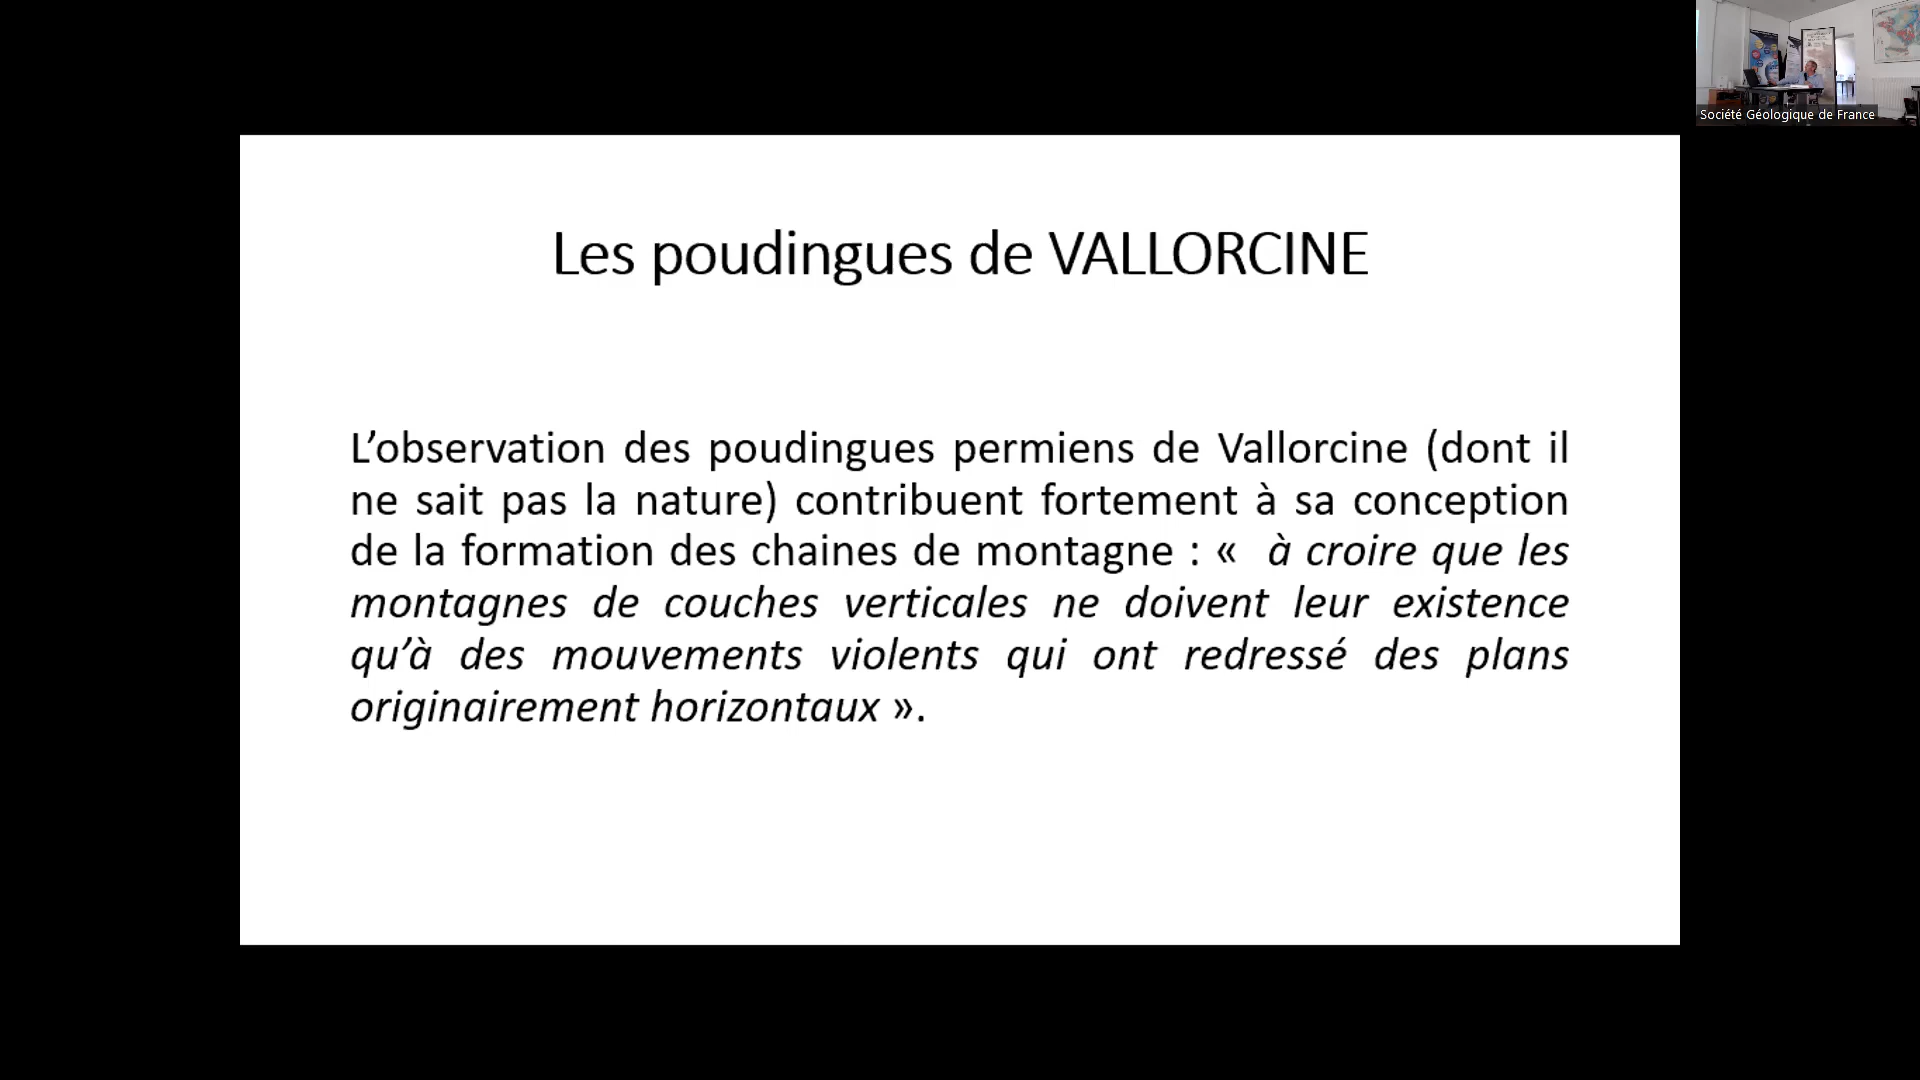 Société Géologique de France
Les poudingues de VALLORCINE
L’observation des poudingues permiens de Vallorcine (dont il
ne sait pas la nature) contribuent fortement à sa conception
de la formation des chaines de montagne : «  à croire que les
montagnes de couches verticales ne doivent leur existence
qu’à des mouvements violents qui ont redressé des plans
originairement horizontaux ».